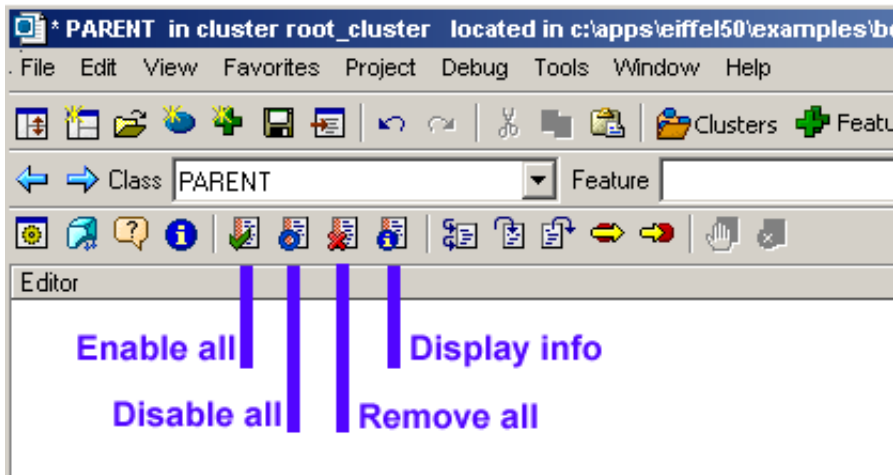 * PARENT in cluster root_cluster located in c:\apps\eiffel50\examples\b
File Edit View Favorites Project Debug Tools Window Help
Clusters Featu
Class PARENT Feature
Editor
Enable all Display info
Disable all Remove all